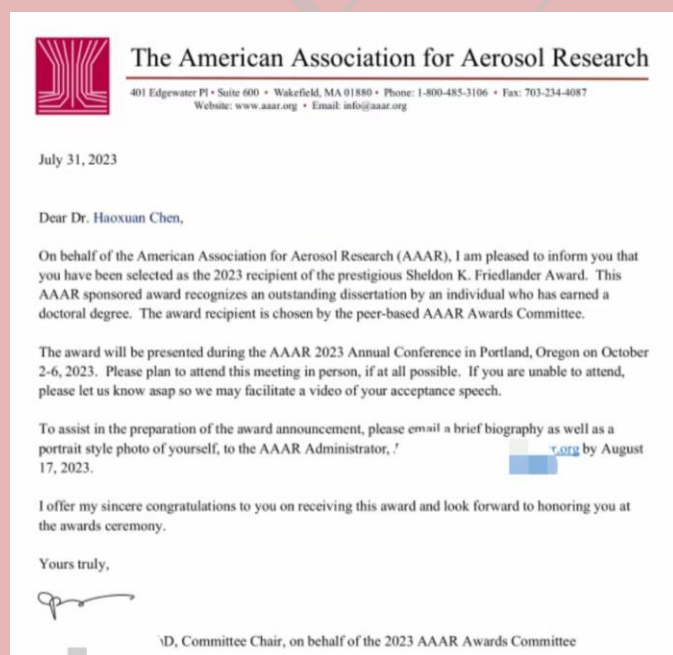 The American Association for Aerosol Research
401 Edgewater Pl • Suite 600 • Wakefield, MA 01880 • Phone: 1-800-485-3106 • Fax: 703-234-4087
Website: www.aaar.org • Email: info@aaar.org
July 31, 2023
Dear Dr. Haoxuan Chen,
On behalf of the American Association for Aerosol Research (AAAR), I am pleased to inform you that
you have been selected as the 2023 recipient of the prestigious Sheldon K. Friedlander Award. This
AAAR sponsored award recognizes an outstanding dissertation by an individual who has earned a
doctoral degree. The award recipient is chosen by the peer-based AAAR Awards Committee.
The award will be presented during the AAAR 2023 Annual Conference in Portland, Oregon on October
2-6, 2023. Please plan to attend this meeting in person, if at all possible. If you are unable to attend,
please let us know asap so we may facilitate a video of your acceptance speech.
To assist in the preparation of the award announcement, please email a brief biography as well as a
portrait style photo of yourself, to the AAAR Administrator, .org by August
17, 2023.
I offer my sincere congratulations to you on receiving this award and look forward to honoring you at
the awards ceremony.
Yours truly,
D, Committee Chair, on behalf of the 2023 AAAR Awards Committee